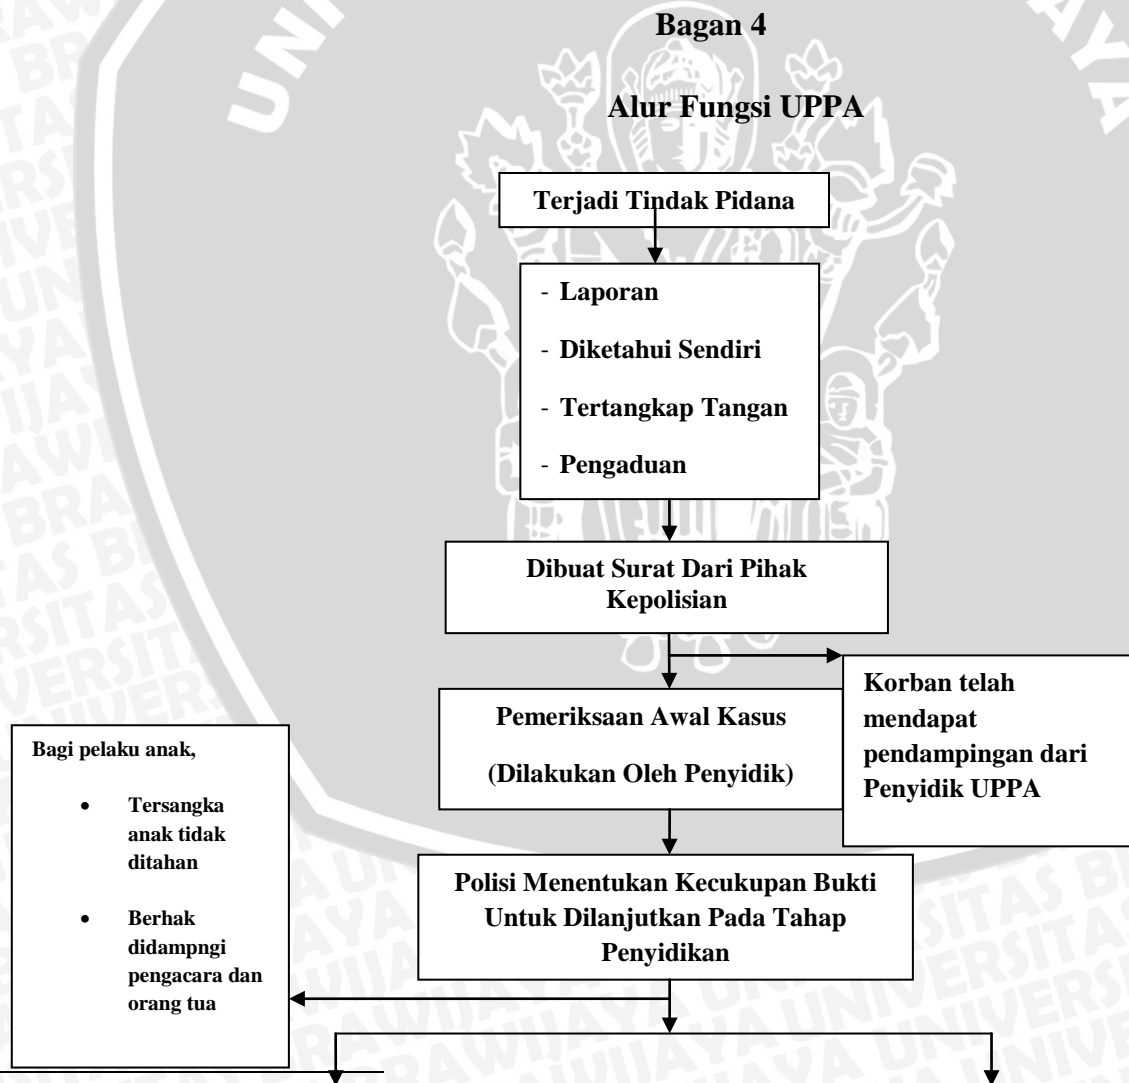 Bagan 4
Alur Fungsi UPPA
Terjadi Tindak Pidana
- Laporan
- Diketahui Sendiri
- Tertangkap Tangan
- Pengaduan
Dibuat Surat Dari Pihak
Kepolisian
Korban telah
mendapat
pendampingan dari
Penyidik UPPA
Pemeriksaan Awal Kasus
(Dilakukan Oleh Penyidik)
Bagi pelaku anak,
• Tersangka
anak tidak
ditahan
• Berhak
didampngi
pengacara dan
orang tua
Polisi Menentukan Kecukupan Bukti
Untuk Dilanjutkan Pada Tahap
Penyidikan